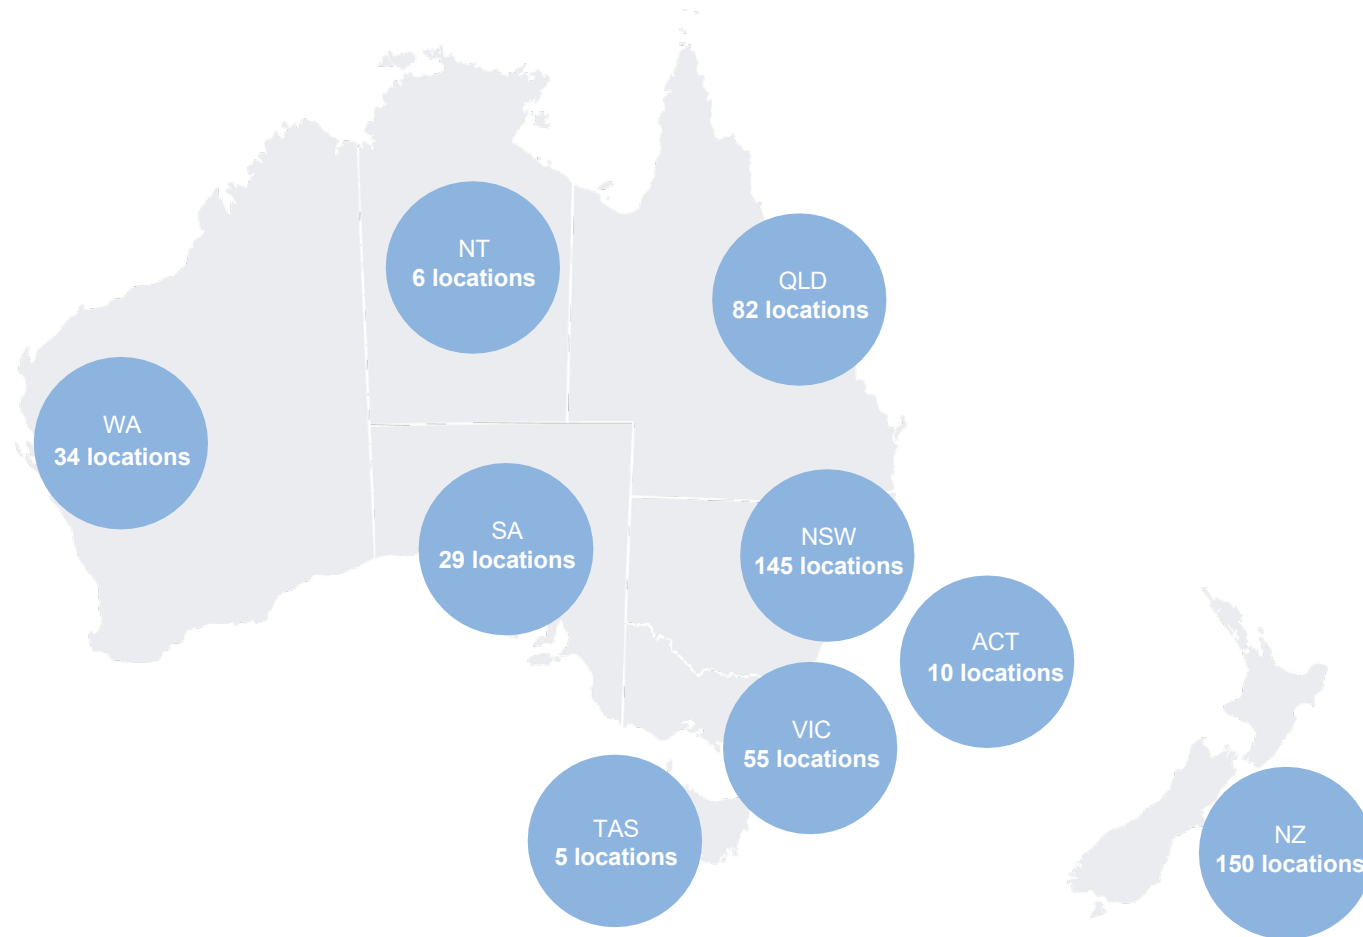 NT
6 locations
QLD
82 locations
WA
34 locations
SA
29 locations
NSW
145 locations
ACT
10 locations
VIC
55 locations
TAS
5 locations
NZ
150 locations